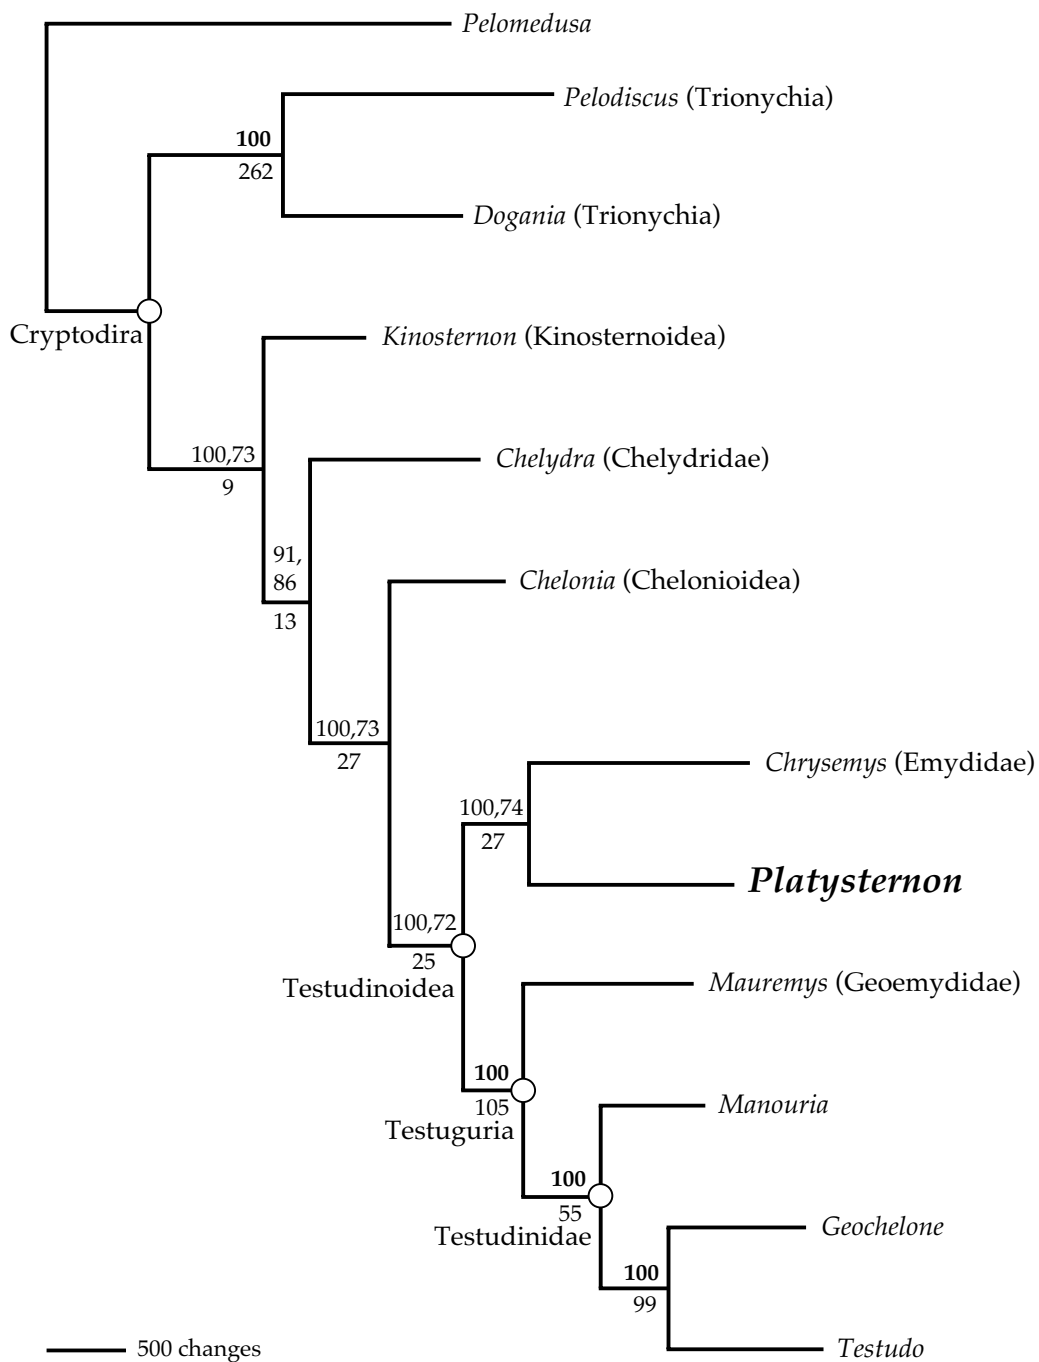 Pelomedusa
Pelodiscus (Trionychia)
100
262
Dogania (Trionychia)
Cryptodira
Kinosternon (Kinosternoidea)
100,73
9
Chelydra (Chelydridae)
91,
86
13
Chelonia (Chelonioidea)
100,73
27
Chrysemys (Emydidae)
100,74
27
Platysternon
100,72
25
Testudinoidea
Mauremys (Geoemydidae)
100
105
Testuguria
Manouria
100
55
Testudinidae
Geochelone
100
99
Testudo
500 changes